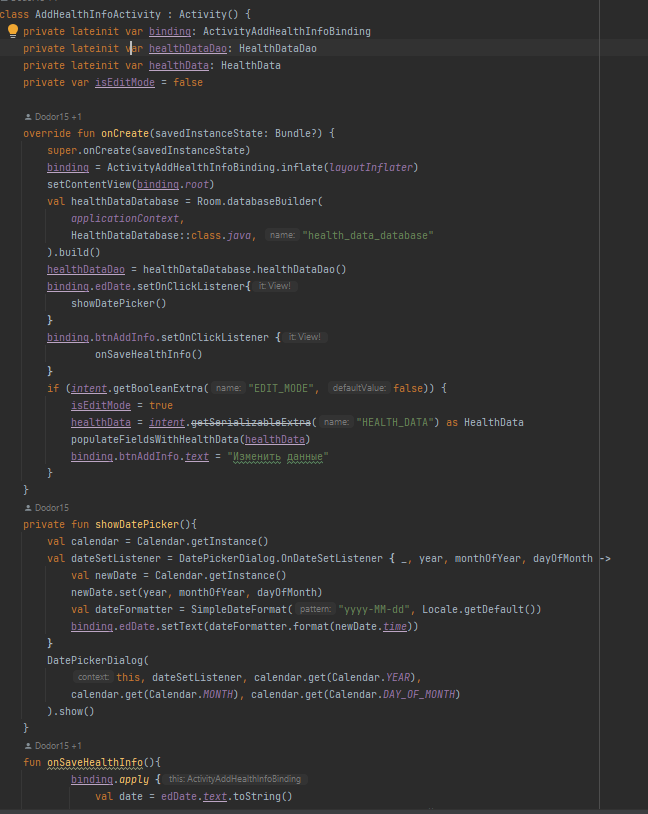 class AddHealthInfoActivity : Activity() {
private lateinit var binding: ActivityAddHealthInfoBinding
private lateinit var healthDataDao: HealthDataDao
private lateinit var healthData: HealthData
private var isEditMode = false
Dodor15 +1
override fun onCreate(savedInstanceState: Bundle?) {
super.onCreate(savedInstanceState)
binding = ActivityAddHealthInfoBinding.inflate(layoutInflater)
setContentView(binding.root)
val healthDataDatabase = Room.databaseBuilder(
applicationContext,
HealthDataDatabase::class.java, name: "health_data_database"
).build()
healthDataDao = healthDataDatabase.healthDataDao()
binding.edDate.setOnClickListener{ it: View!
showDatePicker()
}
binding.btnAddInfo.setOnClickListener { it: View!
onSaveHealthInfo()
}
if (intent.getBooleanExtra( name: "EDIT_MODE", defaultValue: false)) {
isEditMode = true
healthData = intent.getSerializableExtra( name: "HEALTH_DATA") as HealthData
populateFieldsWithHealthData(healthData)
binding.btnAddInfo.text = "Изменить данные"
}
}
Dodor15
private fun showDatePicker(){
val calendar = Calendar.getInstance()
val dateSetListener = DatePickerDialog.OnDateSetListener { _, year, monthOfYear, dayOfMonth ->
val newDate = Calendar.getInstance()
newDate.set(year, monthOfYear, dayOfMonth)
val dateFormatter = SimpleDateFormat( pattern: "yyyy-MM-dd", Locale.getDefault())
binding.edDate.setText(dateFormatter.format(newDate.time))
}
DatePickerDialog(
context: this, dateSetListener, calendar.get(Calendar.YEAR),
calendar.get(Calendar.MONTH), calendar.get(Calendar.DAY_OF_MONTH)
).show()
}
Dodor15 +1
fun onSaveHealthInfo(){
binding.apply { this: ActivityAddHealthInfoBinding
val date = edDate.text.toString()